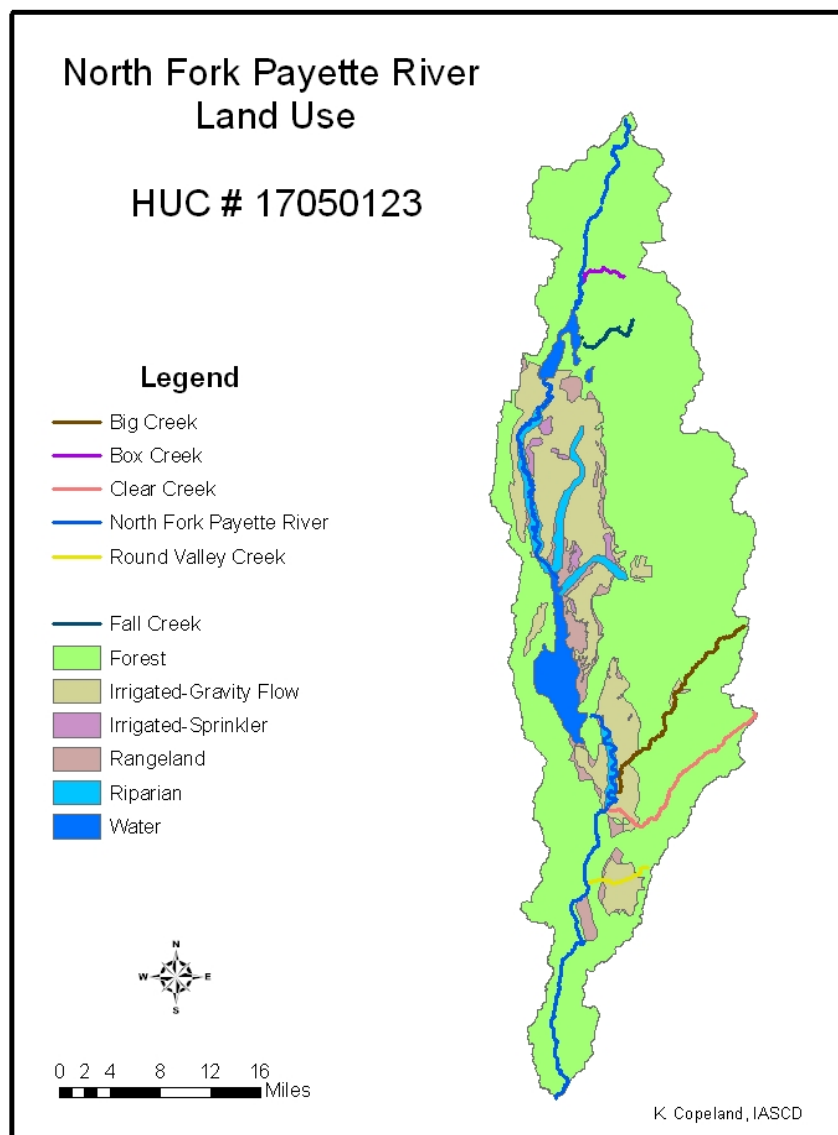 North Fork Payette River
Land Use
HUC # 17050123
Legend
Big Creek
Box Creek
Clear Creek
North Fork Payette River
Round Valley Creek
Fall Creek
Forest
Irrigated-Gravity Flow
Irrigated-Sprinkler
Rangeland
Riparian
Water
N
W E
S
0 2 4 8 12 16
Miles
K. Copeland, IASCD